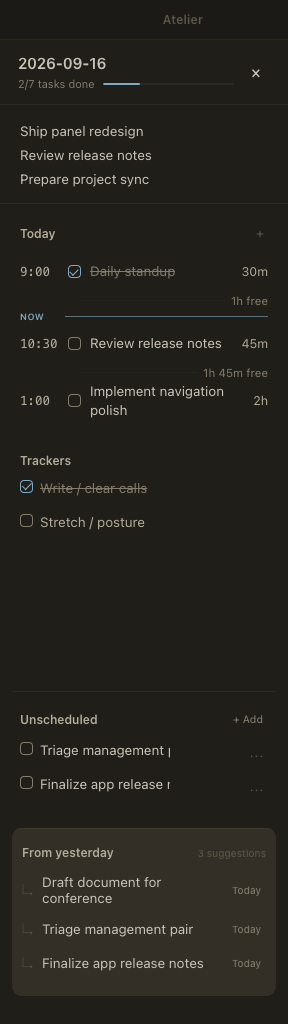 Atelier
2026-09-16
2/7 tasks done
Ship panel redesign
Review release notes
Prepare project sync
Today +
9:00 Daily standup 30m
1h free
NOW
10:30 Review release notes 45m
1h 45m free
1:00 Implement navigation polish 2h
Trackers
Write / clear calls
Stretch / posture
Unscheduled + Add
Triage management ...
Finalize app release ...
From yesterday 3 suggestions
Draft document for
conference Today
Triage management pair Today
Finalize app release notes Today